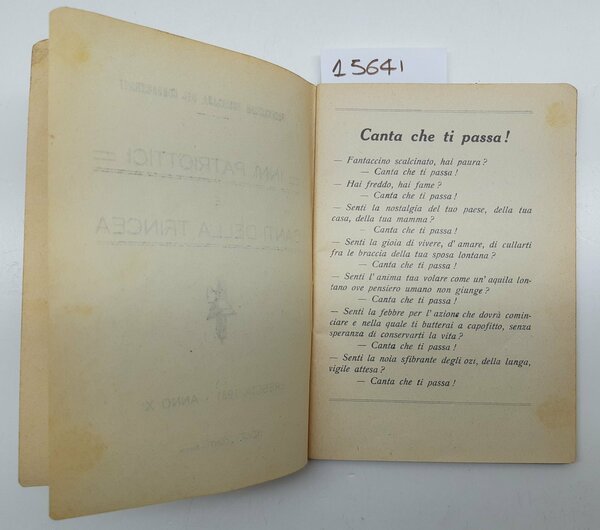 15641
Canta che ti passa!
— Fantaccino scalcinato, hai paura?
— Canta che ti passa!
— Hai freddo, hai fame?
— Canta che ti passa!
— Senti la nostalgia del tuo paese, della tua
casa, della tua mamma?
— Canta che ti passa!
— Senti la gioia di vivere, d'amare, di cullarti
fra le braccia della tua sposa lontana?
— Canta che ti passa!
— Senti l'anima tua volare come un'aquila lon-
tano ove pensiero umano non giunge?
— Canta che ti passa!
— Senti la febbre per l'azione che dovrà comin-
ciare e nella quale ti butterai a capofitto, senza
speranza di conservarti la vita?
— Canta che ti passa!
— Senti la noia sfibrante degli ozi, della lunga,
vigile attesa?
— Canta che ti passa!